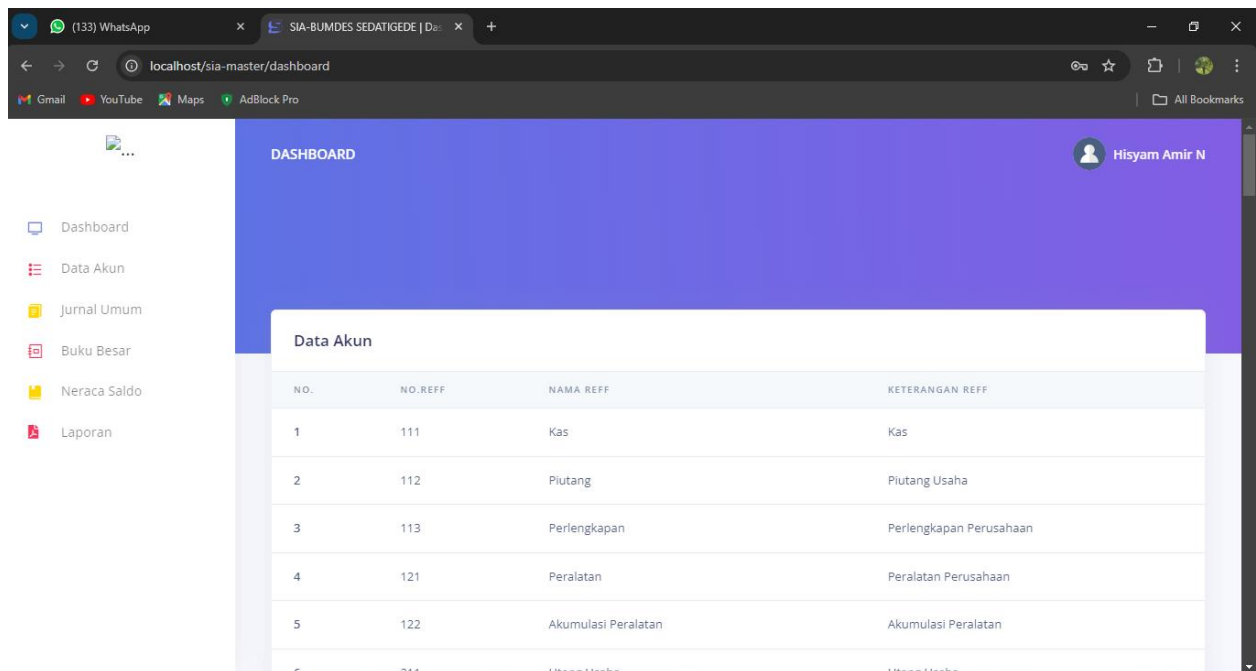 (133) WhatsApp
SIA-BUMDES SEDATIGEDE | Das
localhost/sia-master/dashboard
Gmail YouTube Maps AdBlock Pro All Bookmarks
...
DASHBOARD Hisyam Amir N
Dashboard
Data Akun
Jurnal Umum
Buku Besar
Neraca Saldo
Laporan
Data Akun
NO. NO.REFF NAMA REFF KETERANGAN REFF
1 111 Kas Kas
2 112 Piutang Piutang Usaha
3 113 Perlengkapan Perlengkapan Perusahaan
4 121 Peralatan Peralatan Perusahaan
5 122 Akumulasi Peralatan Akumulasi Peralatan